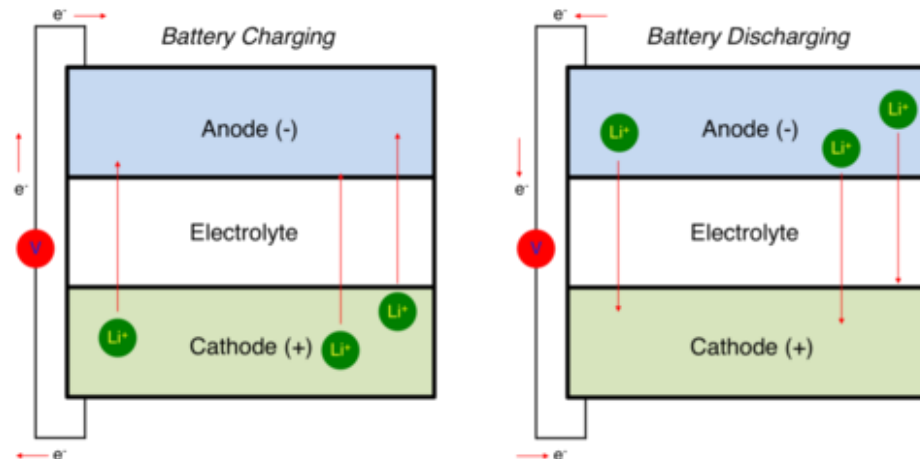 e⁻
Battery Charging
Anode (-)
e⁻
Electrolyte
V
Li⁺
Li⁺
Cathode (+)
Li⁺
e⁻
e⁻
Battery Discharging
Li⁺
Li⁺
Anode (-)
Li⁺
e⁻
Electrolyte
V
Cathode (+)
e⁻